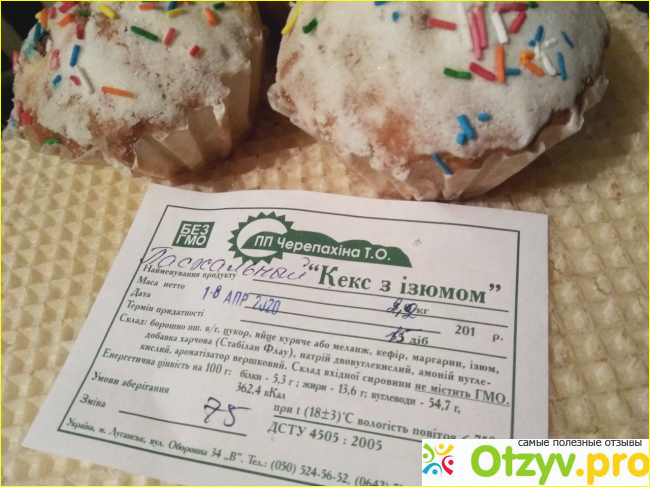 БЕЗ
ГМО
ПП Черепахіна Т.О.
Пасхальный
Найменування продукту "Кекс з ізюмом"
Маса нетто кг
Дата 18 АПР 2020 201 р.
Термін придатності 15 діб
Склад: борошно пш. в/г, цукор, яйце куряче або меланж, кефір, маргарин, ізюм,
добавка харчова (Стабілан Флау), натрій двовуглекислий, амоній вугле-
кислий, ароматізатор вершковий. Склад вхідної сировини не містить ГМО.
Енергетична цінність на 100 г: білки - 5,3 г; жири - 13,6 г; вуглеводи - 54,7 г,
362,4 кКал
Умови зберігання при t (18±3)°C вологість повітря
Зміна 75 ДСТУ 4505 : 2005
Україна, м. Луганськ, вул. Оборонна 34 „В". Тел.: (050) 524-56-52,
самые полезные отзывы
Otzyv.pro